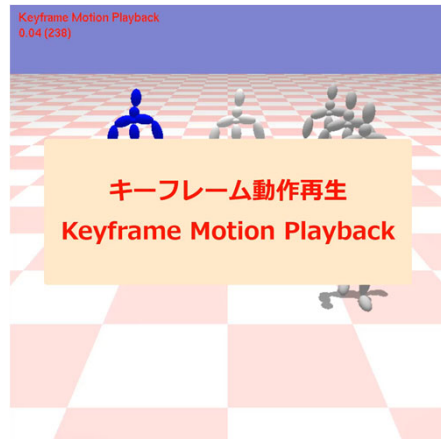 Keyframe Motion Playback
0.04 (238)
キーフレーム動作再生
Keyframe Motion Playback